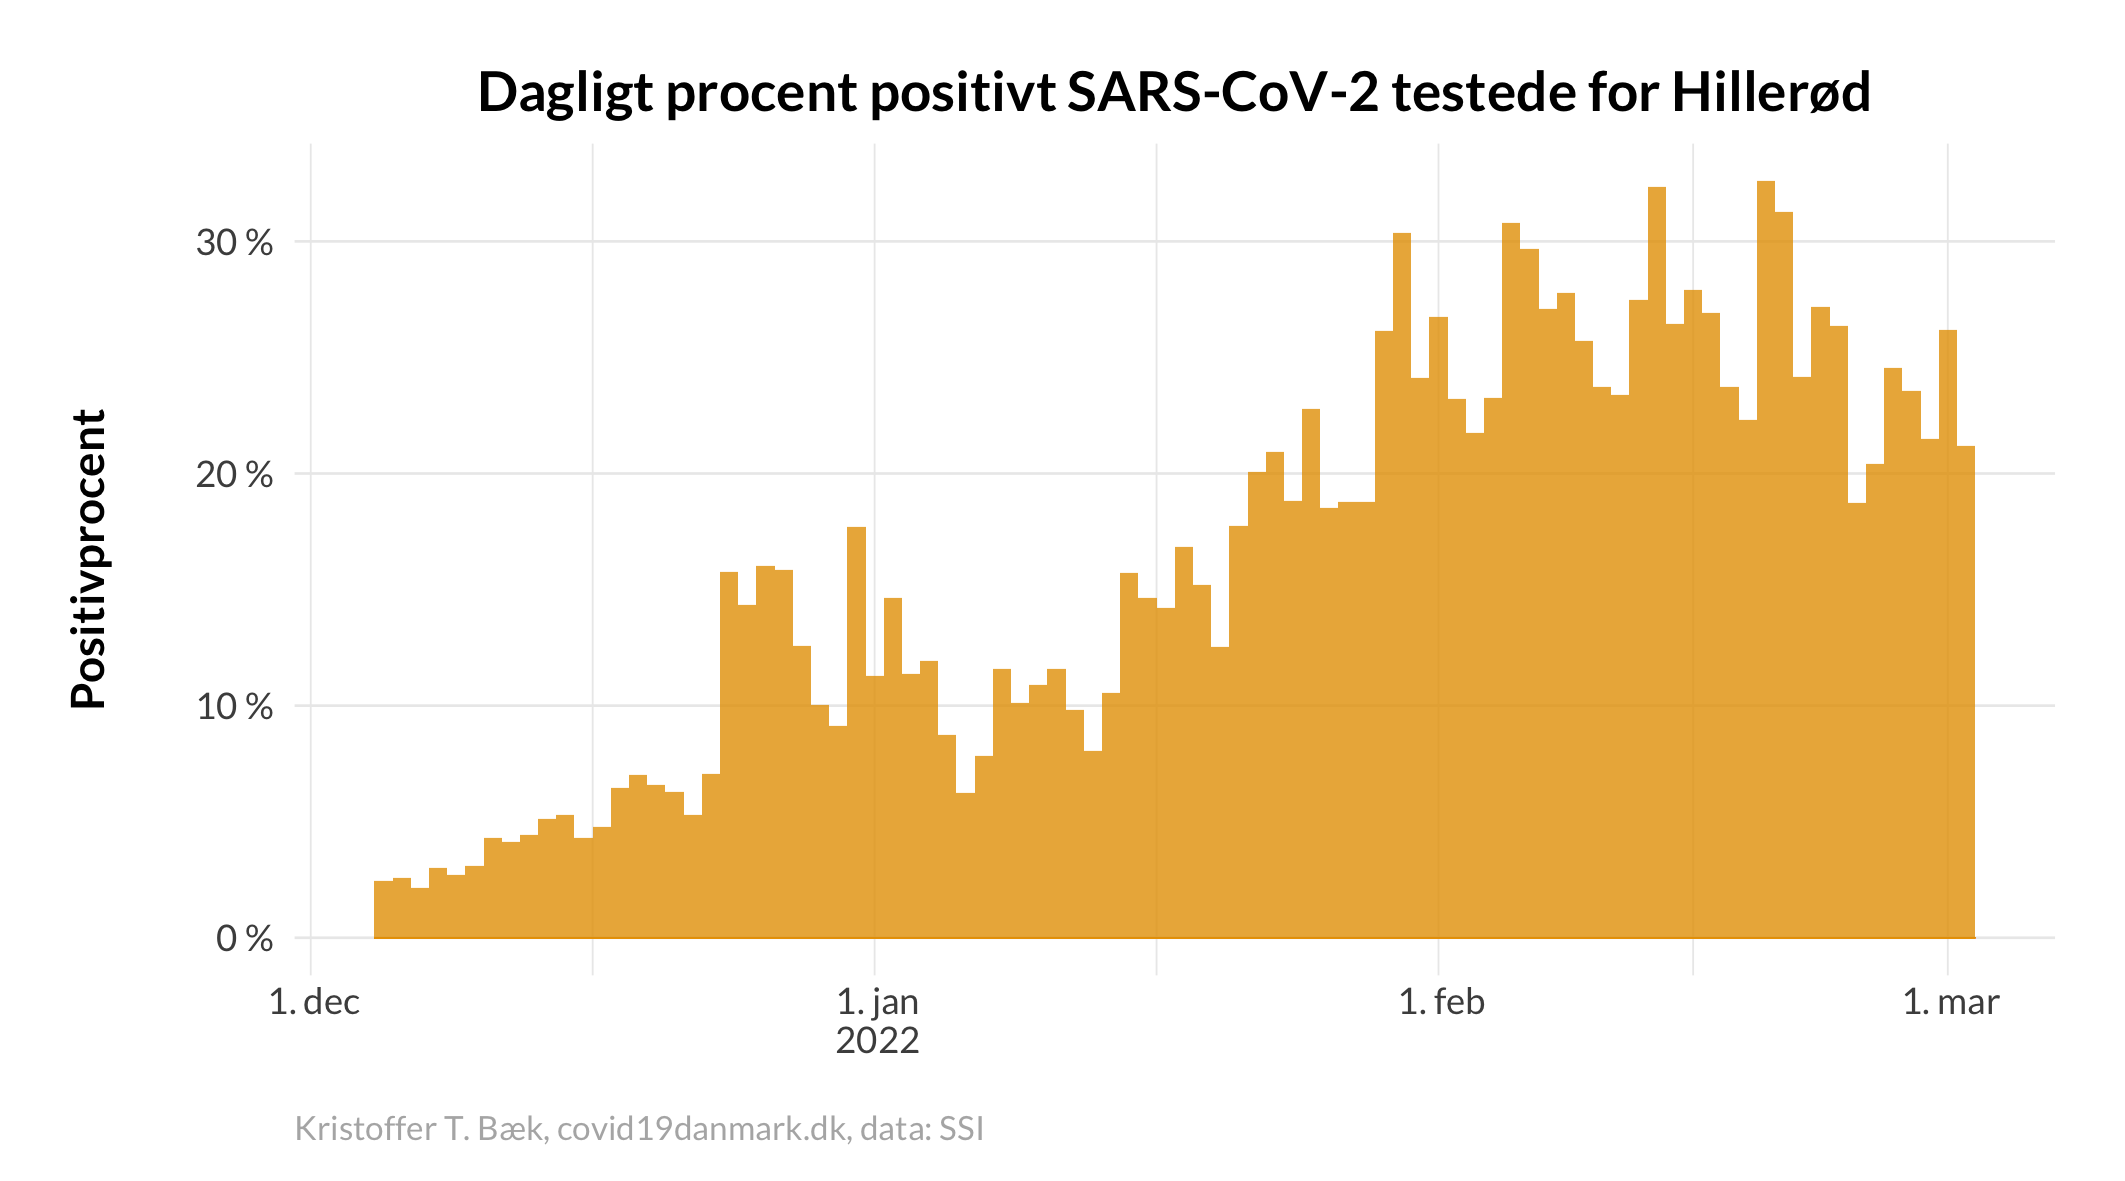 Dagligt procent positivt SARS-CoV-2 testede for Hillerød
Positivprocent
30 %
20 %
10 %
0 %
1. dec
1. jan
2022
1. feb
1. mar
Kristoffer T. Bæk, covid19danmark.dk, data: SSI